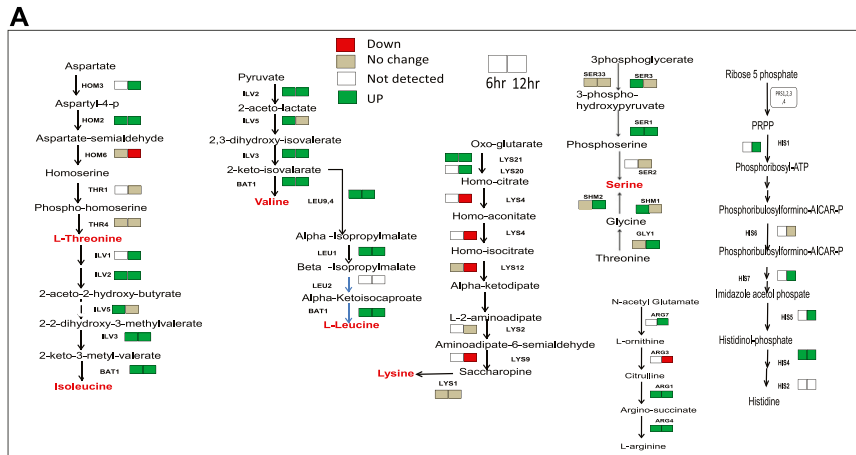 A
Down
No change
Not detected
UP
6hr 12hr
Aspartate
HOM3
Aspartyl-4-p
HOM2
Aspartate-semialdehyde
HOM6
Homoserine
THR1
Phospho-homoserine
THR4
L-Threonine
ILV1
ILV2
2-aceto-2-hydroxy-butyrate
ILV5
2-2-dihydroxy-3-methylvalerate
ILV3
2-keto-3-metyl-valerate
BAT1
Isoleucine
Pyruvate
ILV2
2-aceto-lactate
ILV5
2,3-dihydroxy-isovalerate
ILV3
2-keto-isovalarate
BAT1
Valine
LEU9,4
Alpha -Isopropylmalate
LEU1
Beta -Isopropylmalate
LEU2
Alpha-Ketoisocaproate
BAT1
L-Leucine
Oxo-glutarate
LYS21
LYS20
Homo-citrate
LYS4
Homo-aconitate
LYS4
Homo-isocitrate
LYS12
Alpha-ketodipate
L-2-aminoadipate
LYS2
Aminoadipate-6-semialdehyde
LYS9
Saccharopine
LYS1
Lysine
3phosphoglycerate
SER33 SER3
3-phospho-
hydroxypyruvate
SER1
Phosphoserine
SER2
Serine
SHM2 SHM1
Glycine
GLY1
Threonine
N-acetyl Glutamate
ARG7
L-ornithine
ARG3
Citrulline
ARG1
Argino-succinate
ARG4
L-arginine
Ribose 5 phosphate
PRS1,2,3
,4
PRPP
HIS1
Phosphoribosyl-ATP
Phosphoribulosylformino-AICAR-P
HIS6
Phosphoribulosylformino-AICAR-P
HIS7
Imidazole acetol phospate
HIS5
Histidinol-phosphate
HIS4
HIS2
Histidine